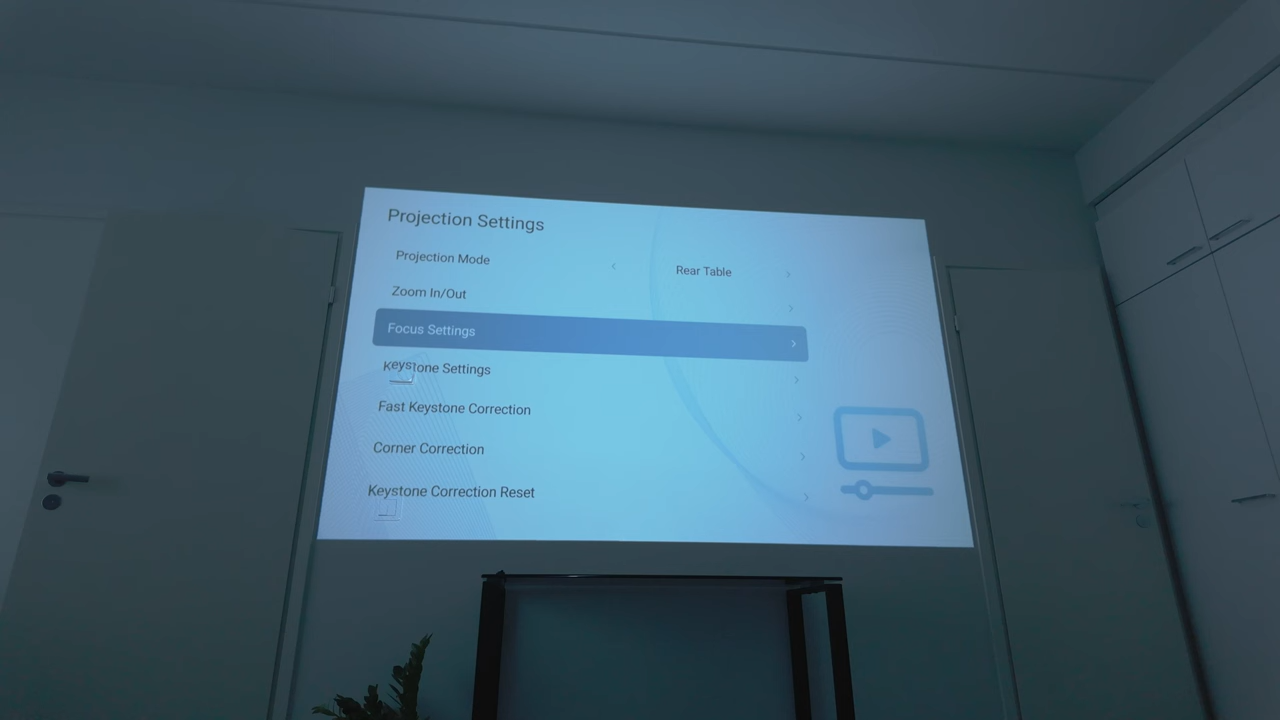 Projection Settings
Projection Mode
Rear Table
Zoom In/Out
Focus Settings
Keystone Settings
Fast Keystone Correction
Corner Correction
Keystone Correction Reset